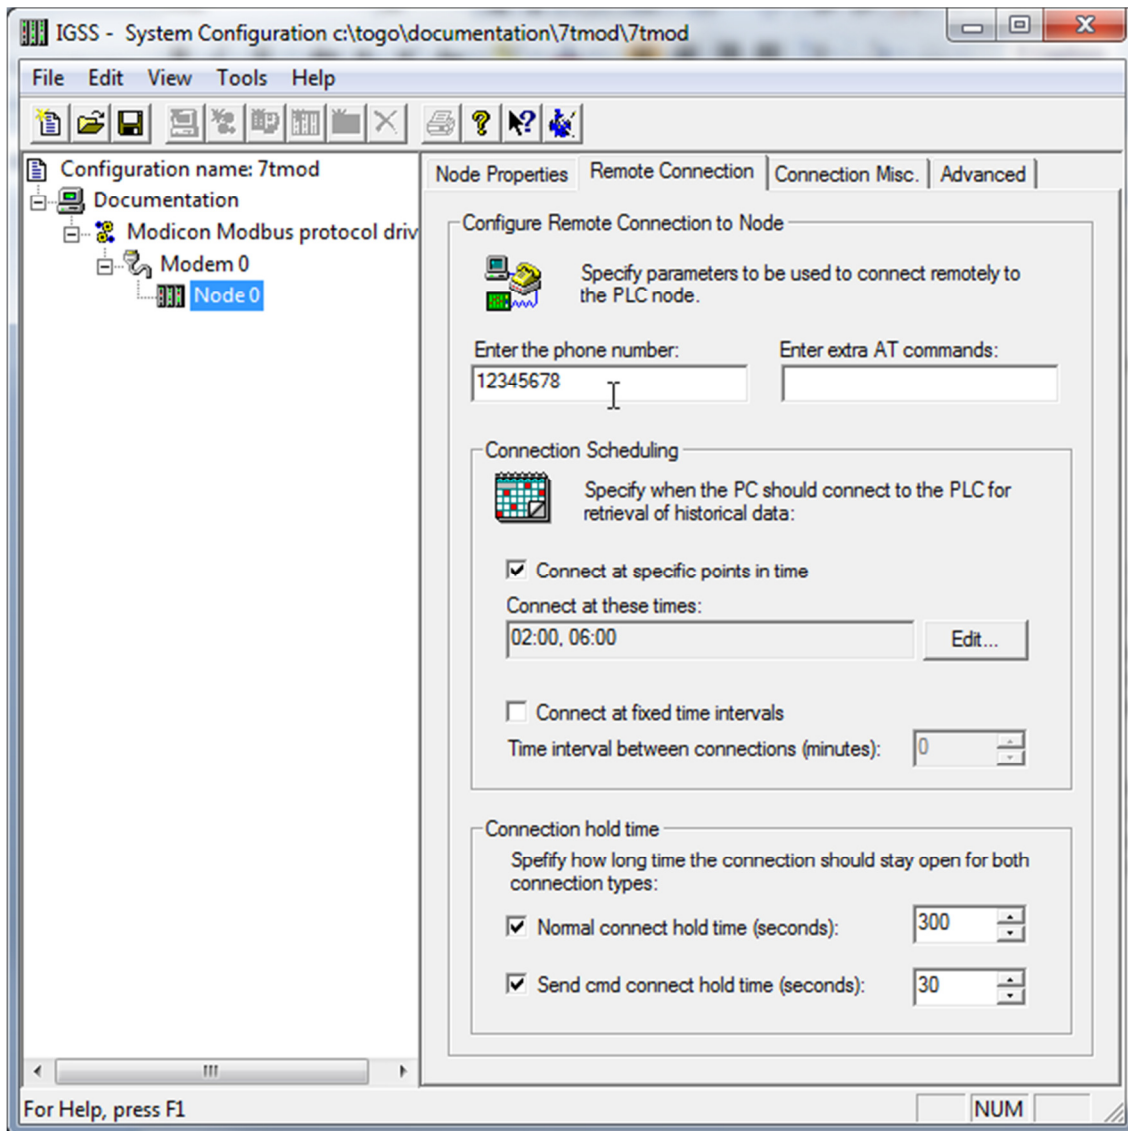 IGSS - System Configuration c:\togo\documentation\7tmod\7tmod
File Edit View Tools Help
Configuration name: 7tmod
Documentation
Modicon Modbus protocol driv
Modem 0
Node 0
Node Properties Remote Connection Connection Misc. Advanced
Configure Remote Connection to Node
Specify parameters to be used to connect remotely to
the PLC node.
Enter the phone number: Enter extra AT commands:
12345678
Connection Scheduling
Specify when the PC should connect to the PLC for
retrieval of historical data:
Connect at specific points in time
Connect at these times:
02:00, 06:00 Edit...
Connect at fixed time intervals
Time interval between connections (minutes): 0
Connection hold time
Spefify how long time the connection should stay open for both
connection types:
Normal connect hold time (seconds): 300
Send cmd connect hold time (seconds): 30
For Help, press F1 NUM